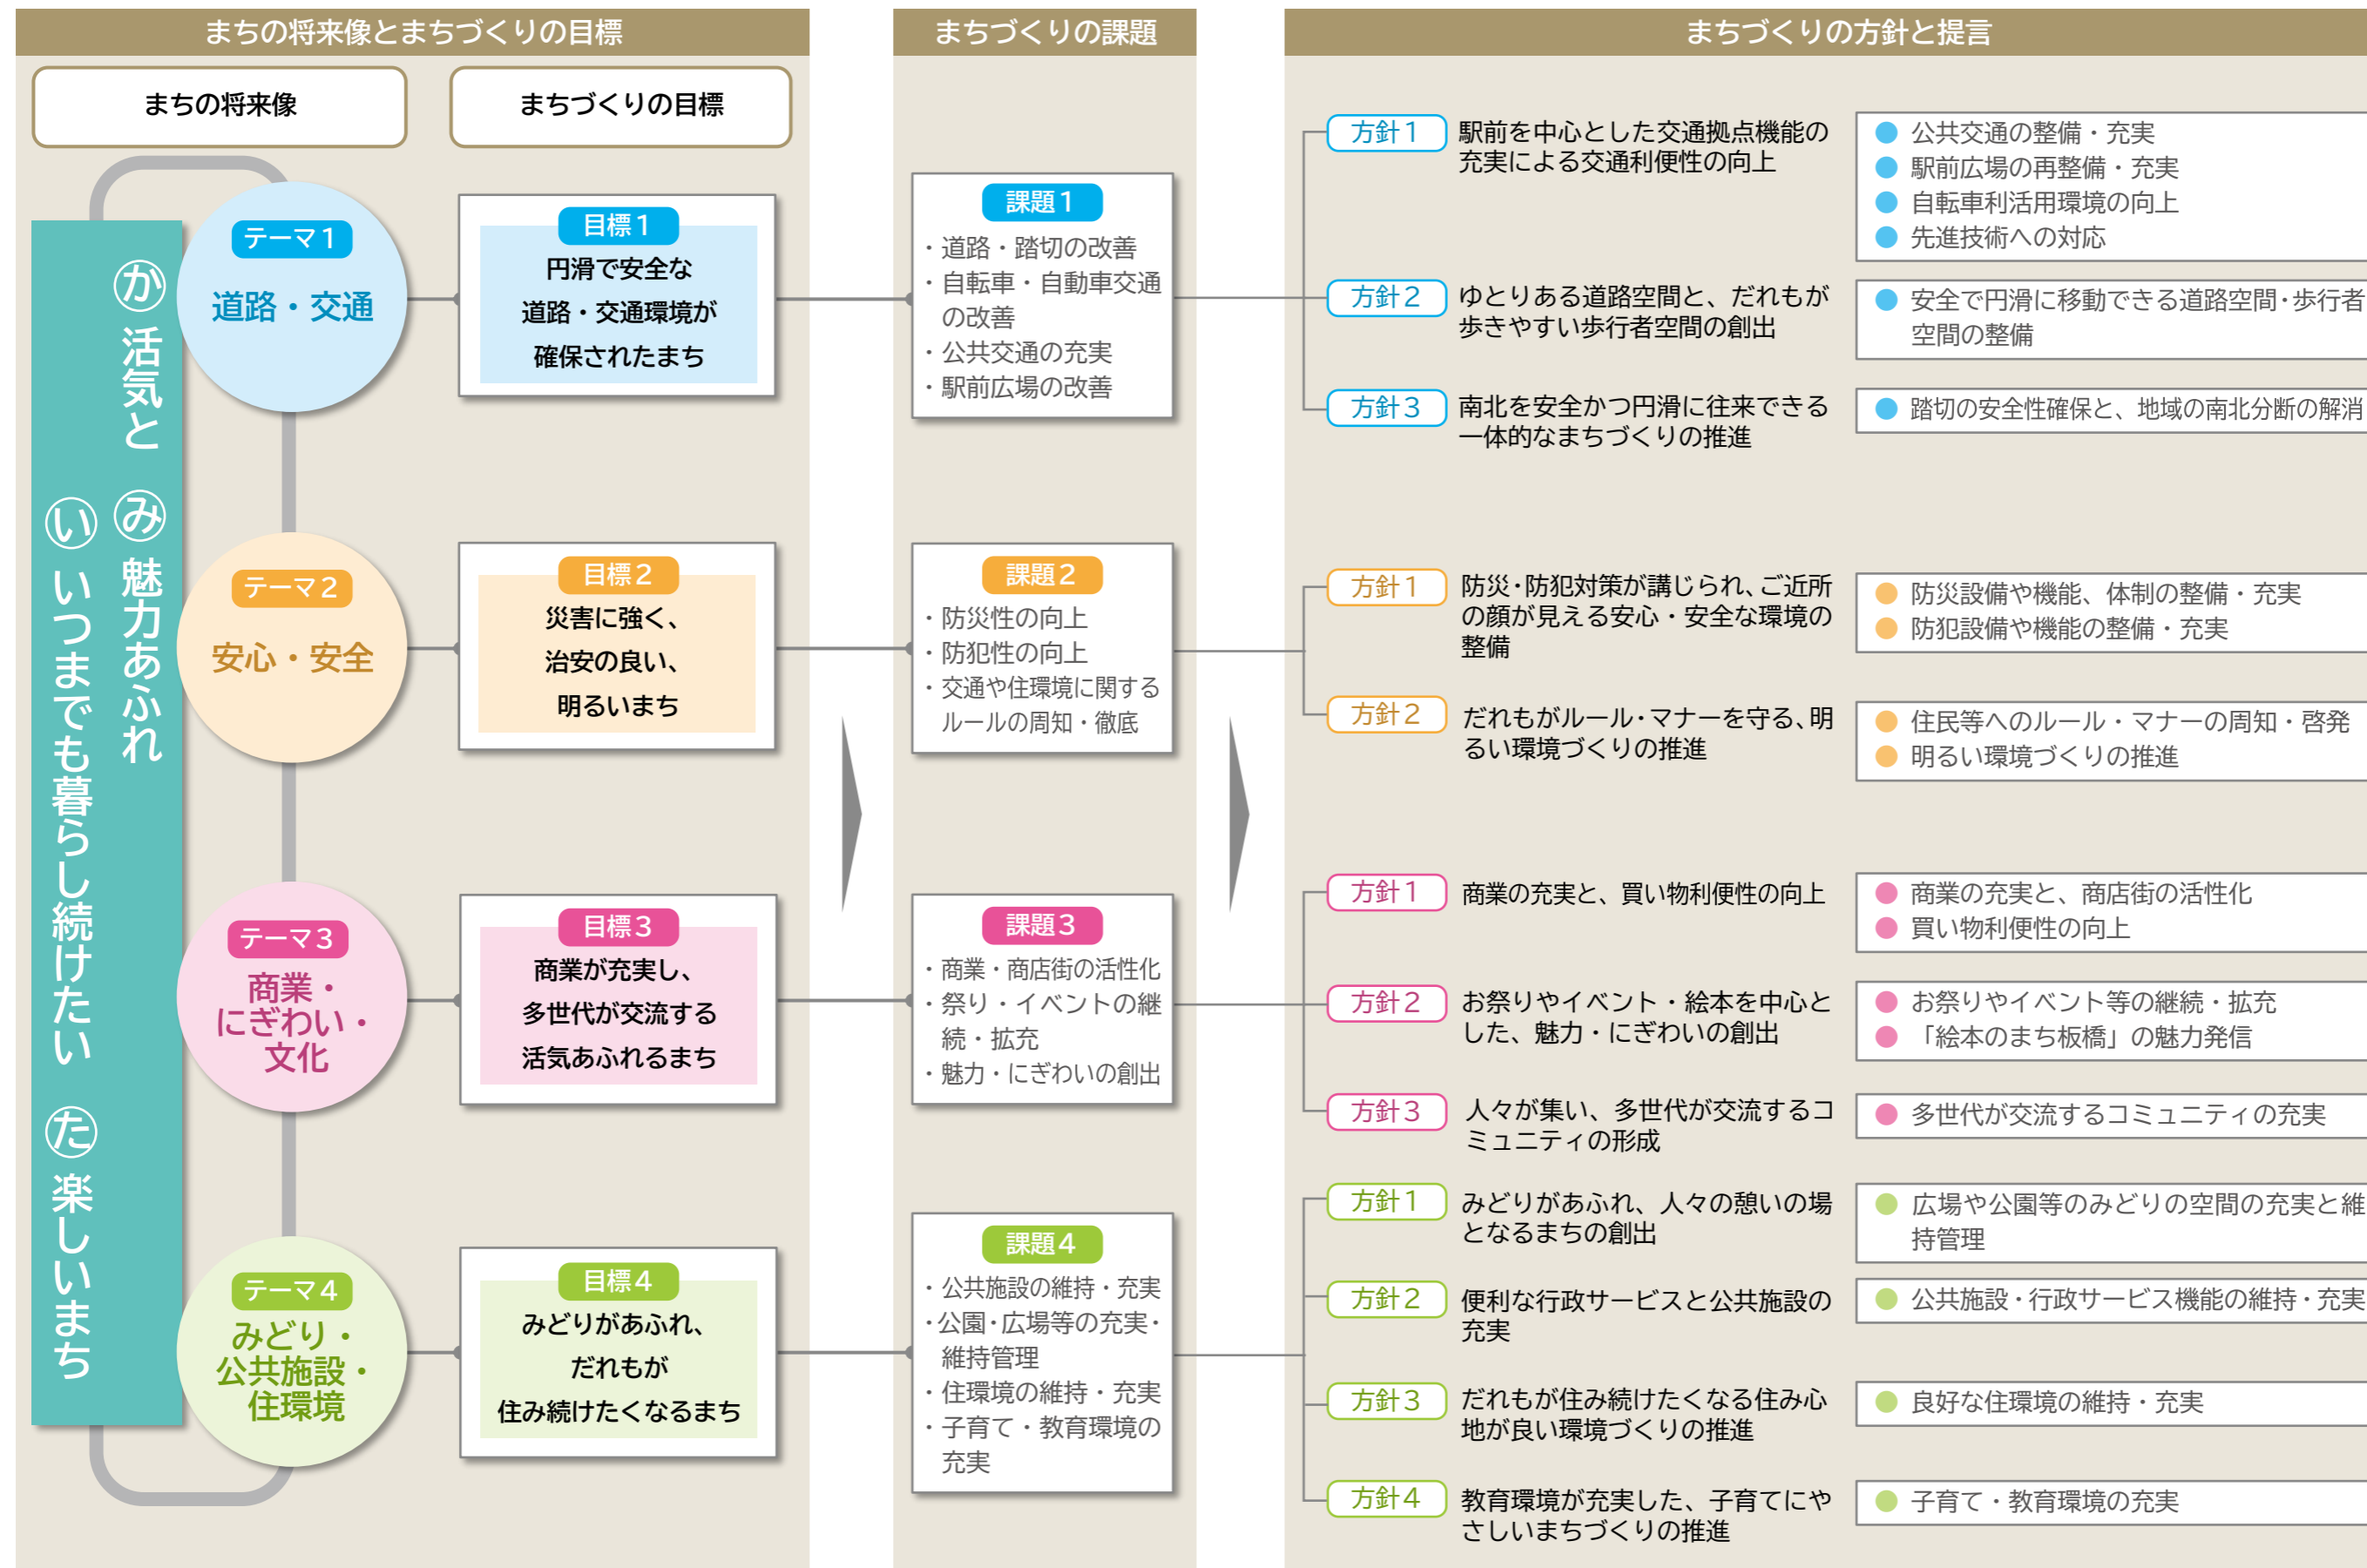 まちの将来像とまちづくりの目標
まちの将来像
まちづくりの目標
か 活気と み 魅力あふれ
い いつまでも暮らし続けたい た 楽しいまち
テーマ1
道路・交通
目標1
円滑で安全な
道路・交通環境が
確保されたまち
テーマ2
安心・安全
目標2
災害に強く、
治安の良い、
明るいまち
テーマ3
商業・
にぎわい・
文化
目標3
商業が充実し、
多世代が交流する
活気あふれるまち
テーマ4
みどり・
公共施設・
住環境
目標4
みどりがあふれ、
だれもが
住み続けたくなるまち
まちづくりの課題
課題1
・道路・踏切の改善
・自転車・自動車交通
の改善
・公共交通の充実
・駅前広場の改善
課題2
・防災性の向上
・防犯性の向上
・交通や住環境に関する
ルールの周知・徹底
課題3
・商業・商店街の活性化
・祭り・イベントの継
続・拡充
・魅力・にぎわいの創出
課題4
・公共施設の維持・充実
・公園・広場等の充実・
維持管理
・住環境の維持・充実
・子育て・教育環境の
充実
まちづくりの方針と提言
方針1
駅前を中心とした交通拠点機能の
充実による交通利便性の向上
● 公共交通の整備・充実
● 駅前広場の再整備・充実
● 自転車利活用環境の向上
● 先進技術への対応
方針2
ゆとりある道路空間と、だれもが
歩きやすい歩行者空間の創出
● 安全で円滑に移動できる道路空間・歩行者
空間の整備
方針3
南北を安全かつ円滑に往来できる
一体的なまちづくりの推進
● 踏切の安全性確保と、地域の南北分断の解消
方針1
防災・防犯対策が講じられ、ご近所
の顔が見える安心・安全な環境の
整備
● 防災設備や機能、体制の整備・充実
● 防犯設備や機能の整備・充実
方針2
だれもがルール・マナーを守る、明
るい環境づくりの推進
● 住民等へのルール・マナーの周知・啓発
● 明るい環境づくりの推進
方針1
商業の充実と、買い物利便性の向上
● 商業の充実と、商店街の活性化
● 買い物利便性の向上
方針2
お祭りやイベント・絵本を中心と
した、魅力・にぎわいの創出
● お祭りやイベント等の継続・拡充
● 「絵本のまち板橋」の魅力発信
方針3
人々が集い、多世代が交流するコ
ミュニティの形成
● 多世代が交流するコミュニティの充実
方針1
みどりがあふれ、人々の憩いの場
となるまちの創出
● 広場や公園等のみどりの空間の充実と維
持管理
方針2
便利な行政サービスと公共施設の
充実
● 公共施設・行政サービス機能の維持・充実
方針3
だれもが住み続けたくなる住み心
地が良い環境づくりの推進
● 良好な住環境の維持・充実
方針4
教育環境が充実した、子育てにや
さしいまちづくりの推進
● 子育て・教育環境の充実